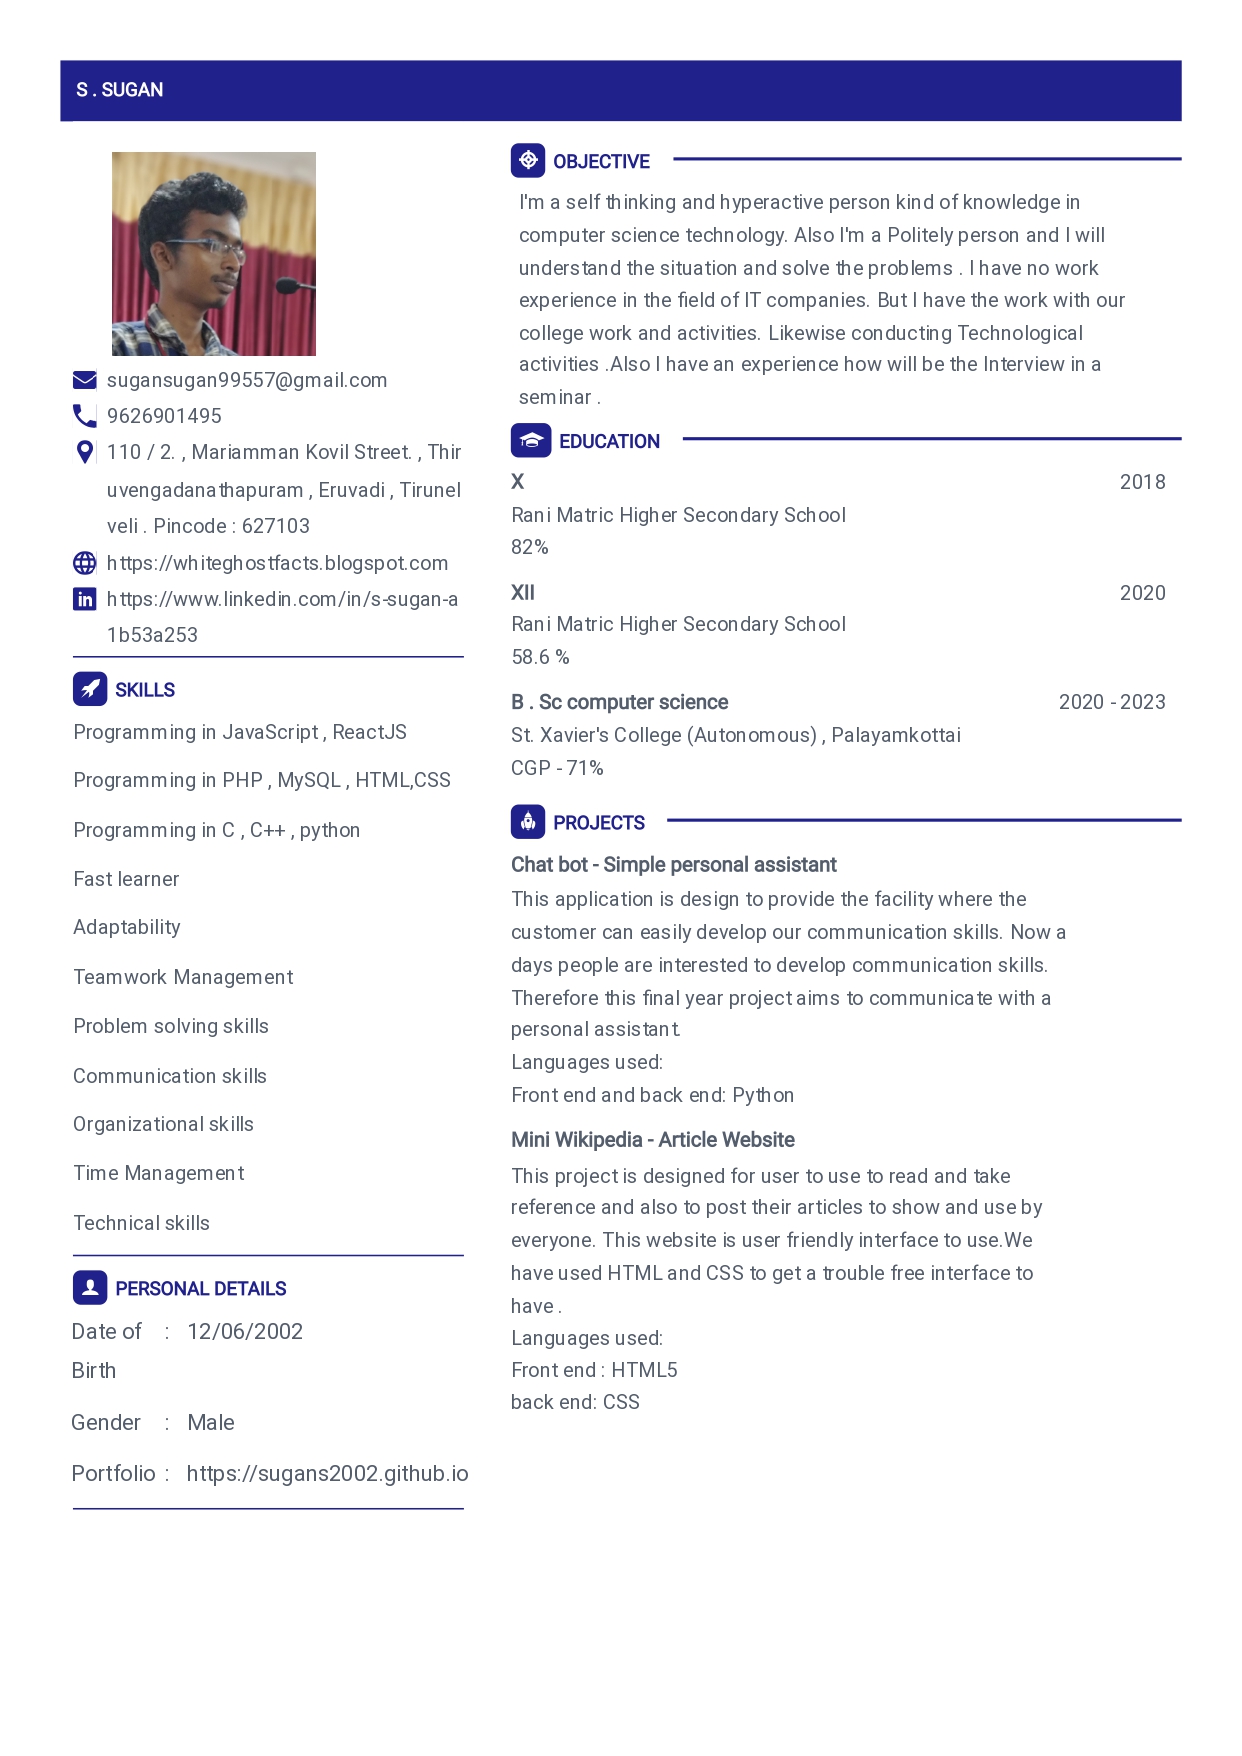 S . SUGAN
sugansugan99557@gmail.com
9626901495
110 / 2. , Mariamman Kovil Street. , Thir
uvengadanathapuram , Eruvadi , Tirunel
veli . Pincode : 627103
https://whiteghostfacts.blogspot.com
https://www.linkedin.com/in/s-sugan-a
1b53a253
SKILLS
Programming in JavaScript , ReactJS
Programming in PHP , MySQL , HTML,CSS
Programming in C , C++ , python
Fast learner
Adaptability
Teamwork Management
Problem solving skills
Communication skills
Organizational skills
Time Management
Technical skills
PERSONAL DETAILS
Date of : 12/06/2002
Birth
Gender : Male
Portfolio : https://sugans2002.github.io
OBJECTIVE
I'm a self thinking and hyperactive person kind of knowledge in
computer science technology. Also I'm a Politely person and I will
understand the situation and solve the problems . I have no work
experience in the field of IT companies. But I have the work with our
college work and activities. Likewise conducting Technological
activities .Also I have an experience how will be the Interview in a
seminar .
EDUCATION
X 2018
Rani Matric Higher Secondary School
82%
XII 2020
Rani Matric Higher Secondary School
58.6 %
B . Sc computer science 2020 - 2023
St. Xavier's College (Autonomous) , Palayamkottai
CGP - 71%
PROJECTS
Chat bot - Simple personal assistant
This application is design to provide the facility where the
customer can easily develop our communication skills. Now a
days people are interested to develop communication skills.
Therefore this final year project aims to communicate with a
personal assistant.
Languages used:
Front end and back end: Python
Mini Wikipedia - Article Website
This project is designed for user to use to read and take
reference and also to post their articles to show and use by
everyone. This website is user friendly interface to use.We
have used HTML and CSS to get a trouble free interface to
have .
Languages used:
Front end : HTML5
back end: CSS